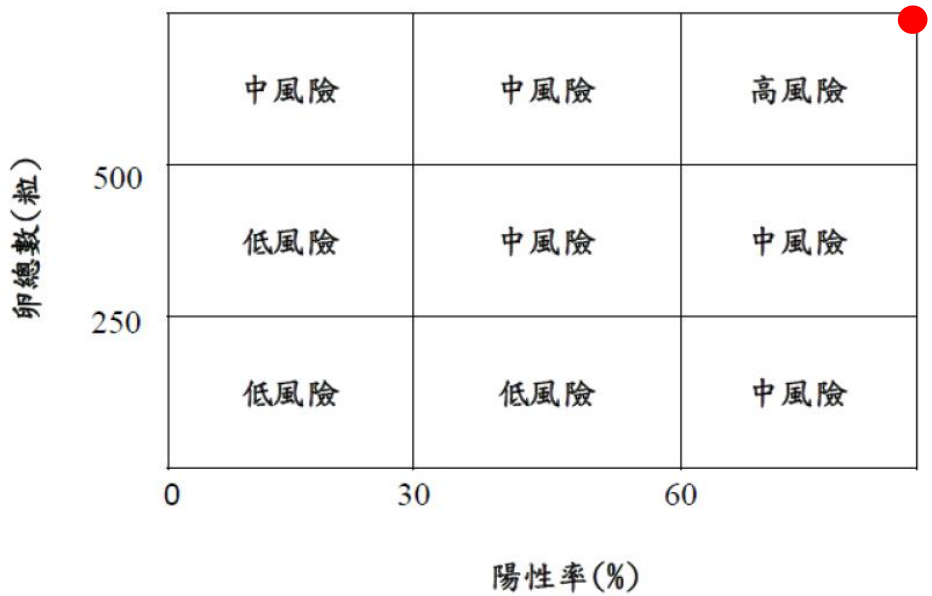 中風險 中風險 高風險
500
低風險 中風險 中風險
卵總數(粒)
250
低風險 低風險 中風險
0 30 60
陽性率(%)